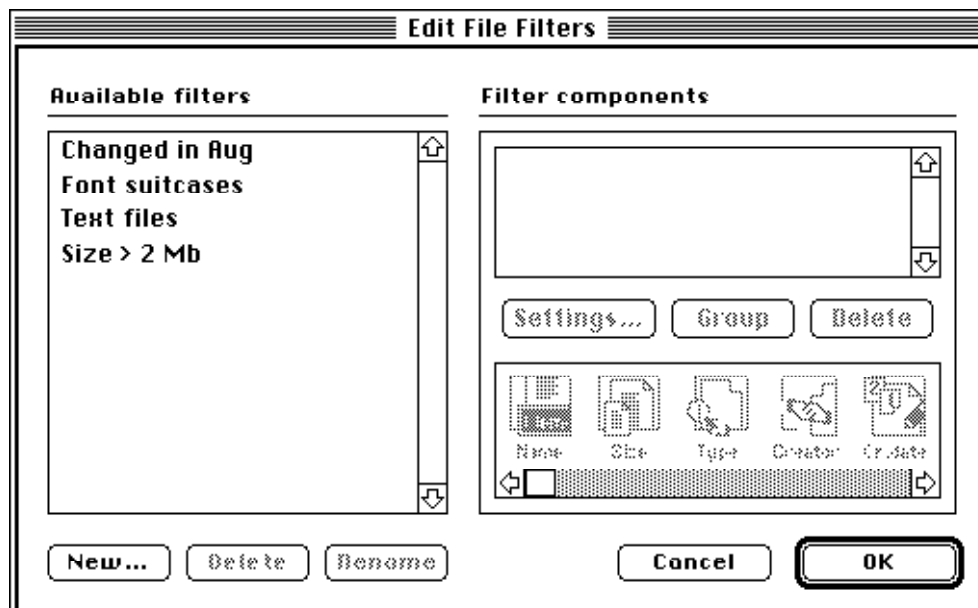 Edit File Filters
Available filters
Changed in Aug
Font suitcases
Text files
Size > 2 Mb
New...
Delete
Rename
Filter components
Settings...
Group
Delete
Name
Size
Type
Creator
Cr.date
Cancel
OK